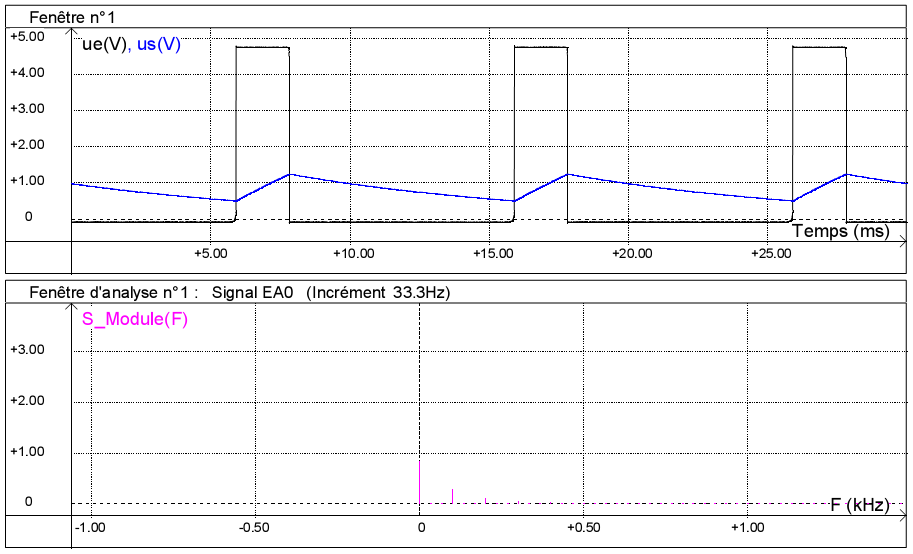 Fenêtre n°1
ue(V), us(V)
+5.00
+4.00
+3.00
+2.00
+1.00
0
Temps (ms)
+5.00 +10.00 +15.00 +20.00 +25.00
Fenêtre d'analyse n°1 : Signal EA0 (Incrément 33.3Hz)
S_Module(F)
+3.00
+2.00
+1.00
0
F (kHz)
-1.00 -0.50 0 +0.50 +1.00